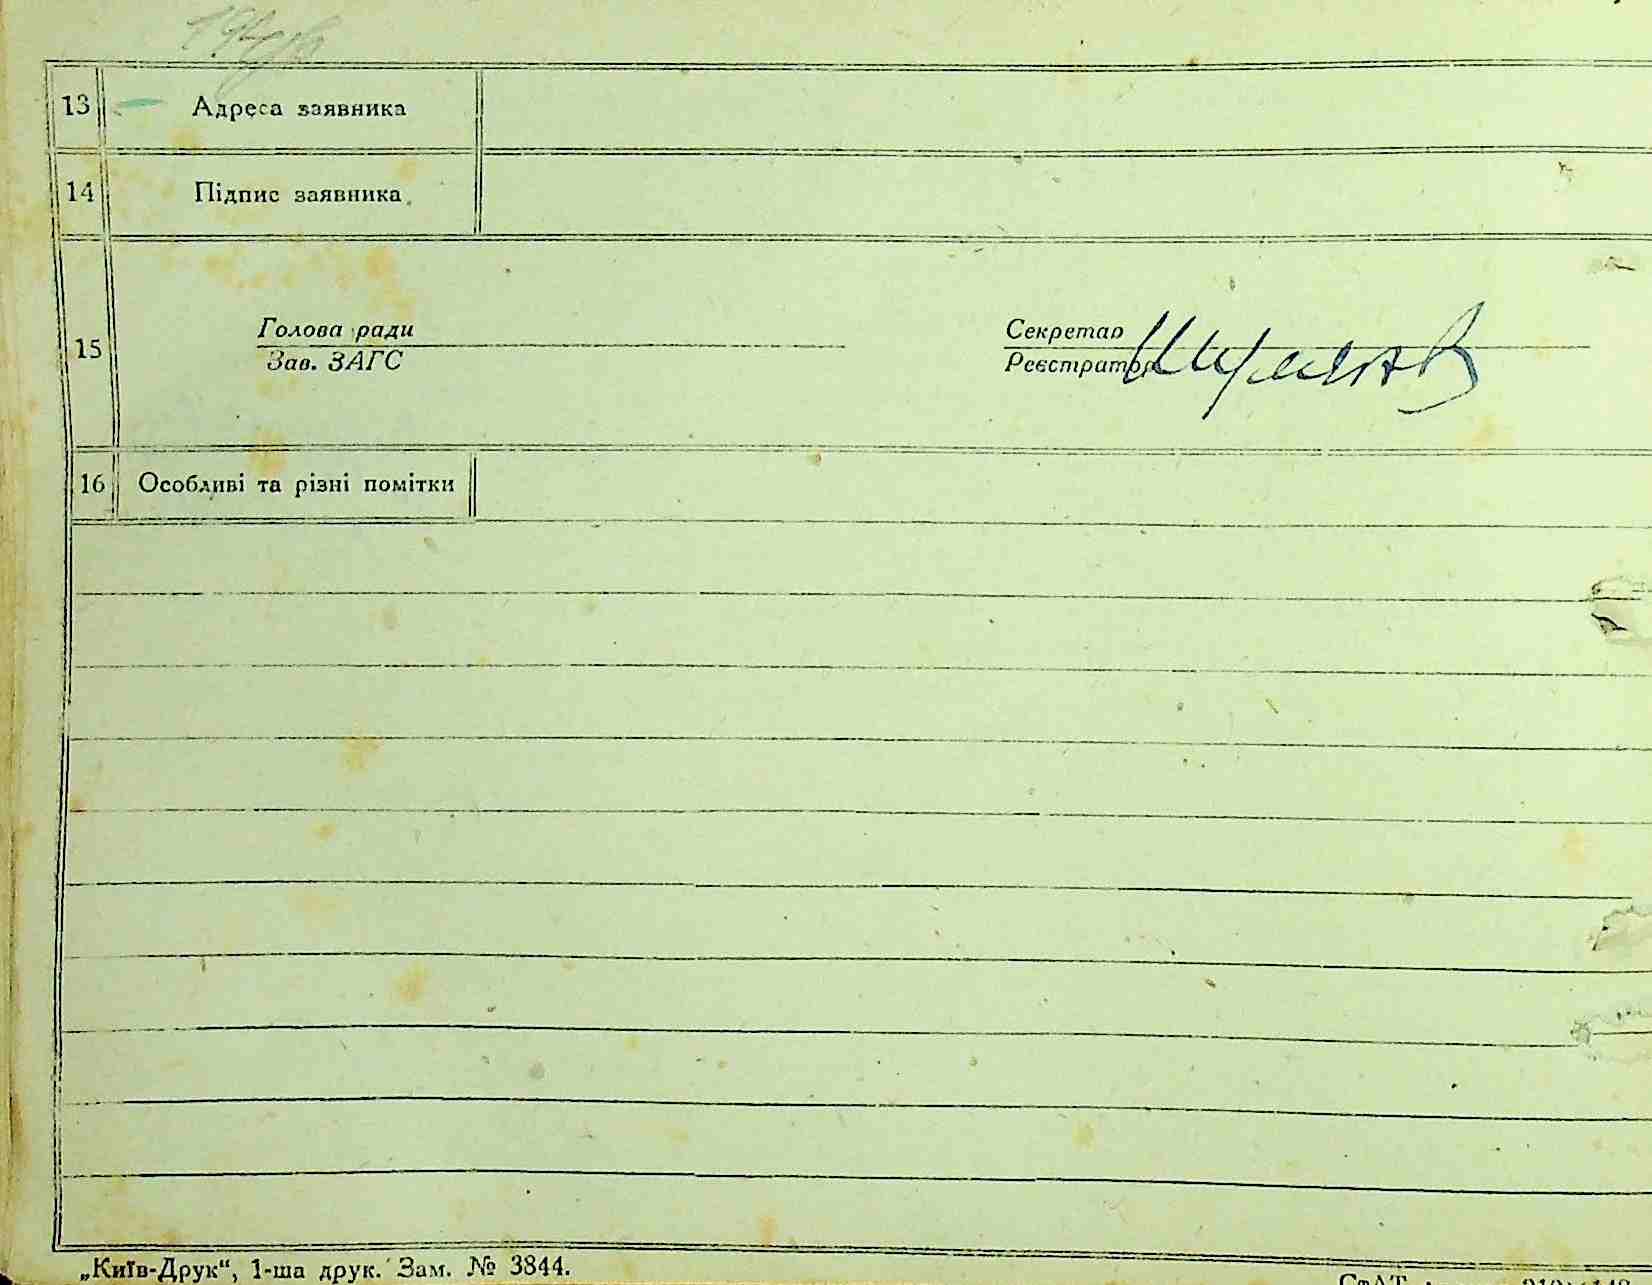 13 Адреса заявника
14 Підпис заявника
15 Голова ради Секретар
Зав. ЗАГС Реєстратор
16 Особливі та різні помітки
„Київ-Друк“, 1-ша друк. Зам. № 3844.